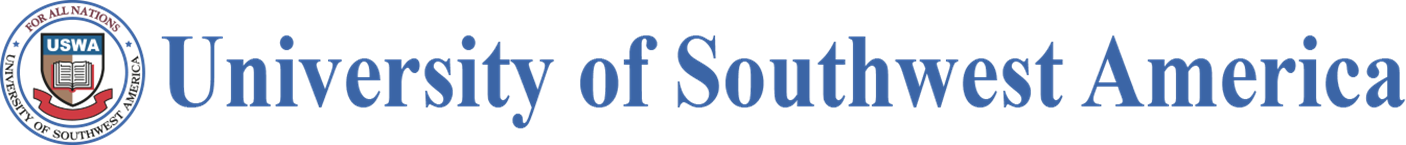 FOR ALL NATIONS
USWA
UNIVERSITY OF SOUTHWEST AMERICA
University of Southwest America